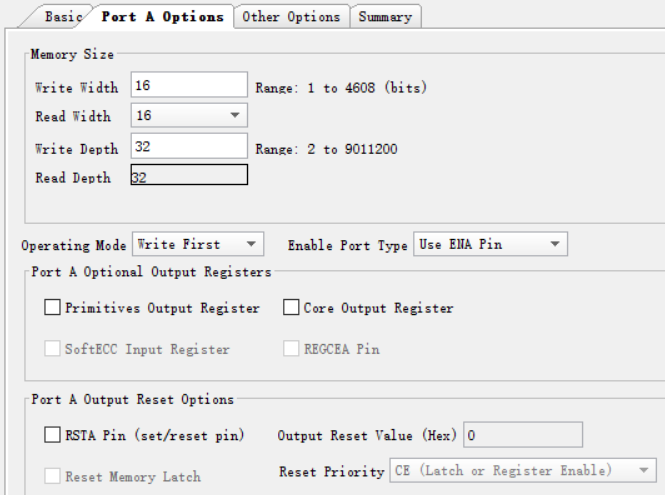 Basic Port A Options Other Options Summary
Memory Size
Write Width 16 Range: 1 to 4608 (bits)
Read Width 16
Write Depth 32 Range: 2 to 9011200
Read Depth 32
Operating Mode Write First Enable Port Type Use ENA Pin
Port A Optional Output Registers
Primitives Output Register Core Output Register
SoftECC Input Register REGCEA Pin
Port A Output Reset Options
RSTA Pin (set/reset pin) Output Reset Value (Hex) 0
Reset Memory Latch Reset Priority CE (Latch or Register Enable)